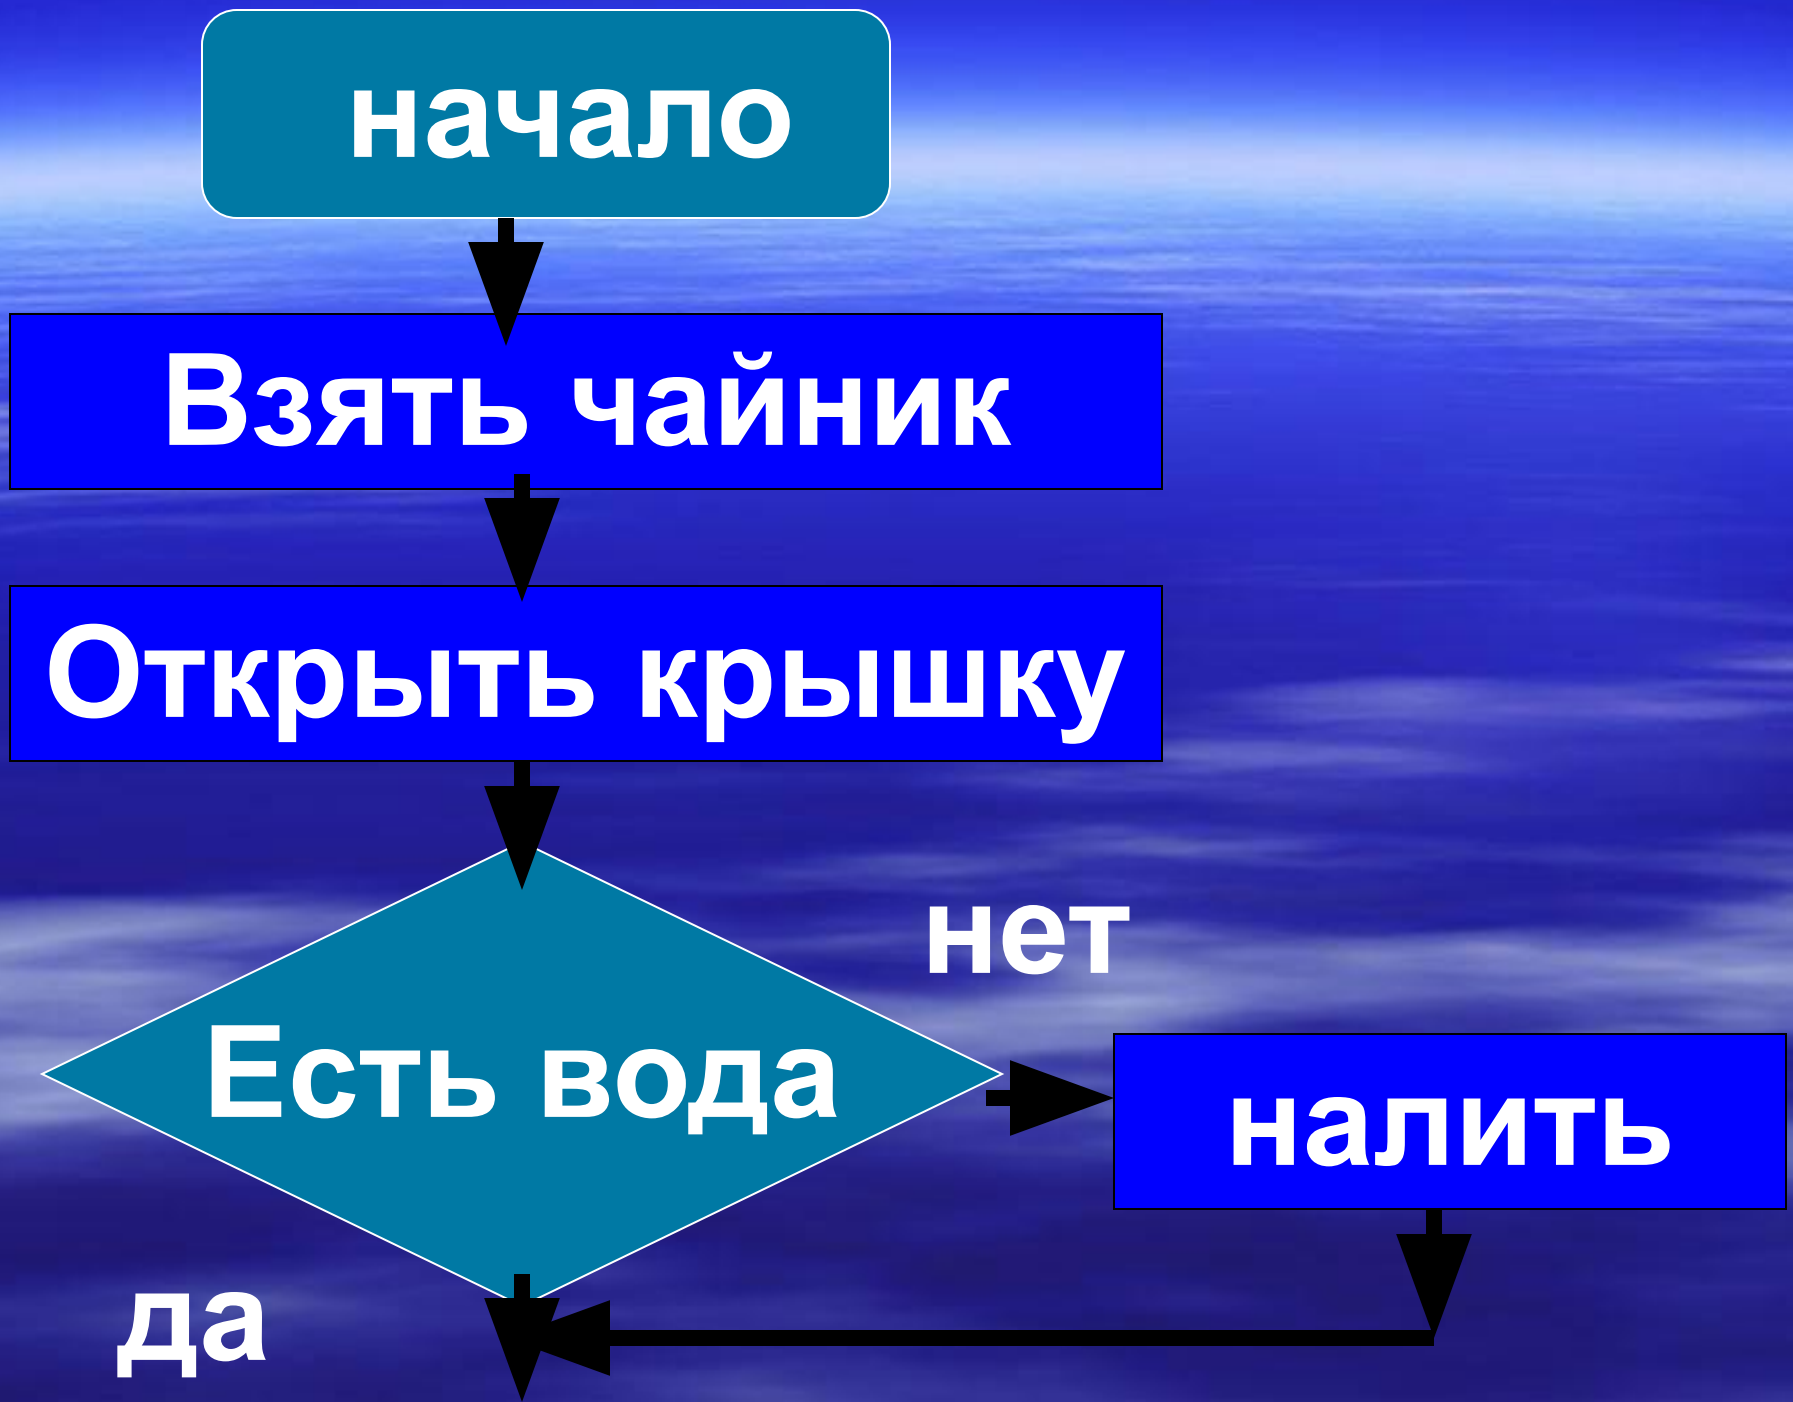 начало
Взять чайник
Открыть крышку
нет
Есть вода
налить
да